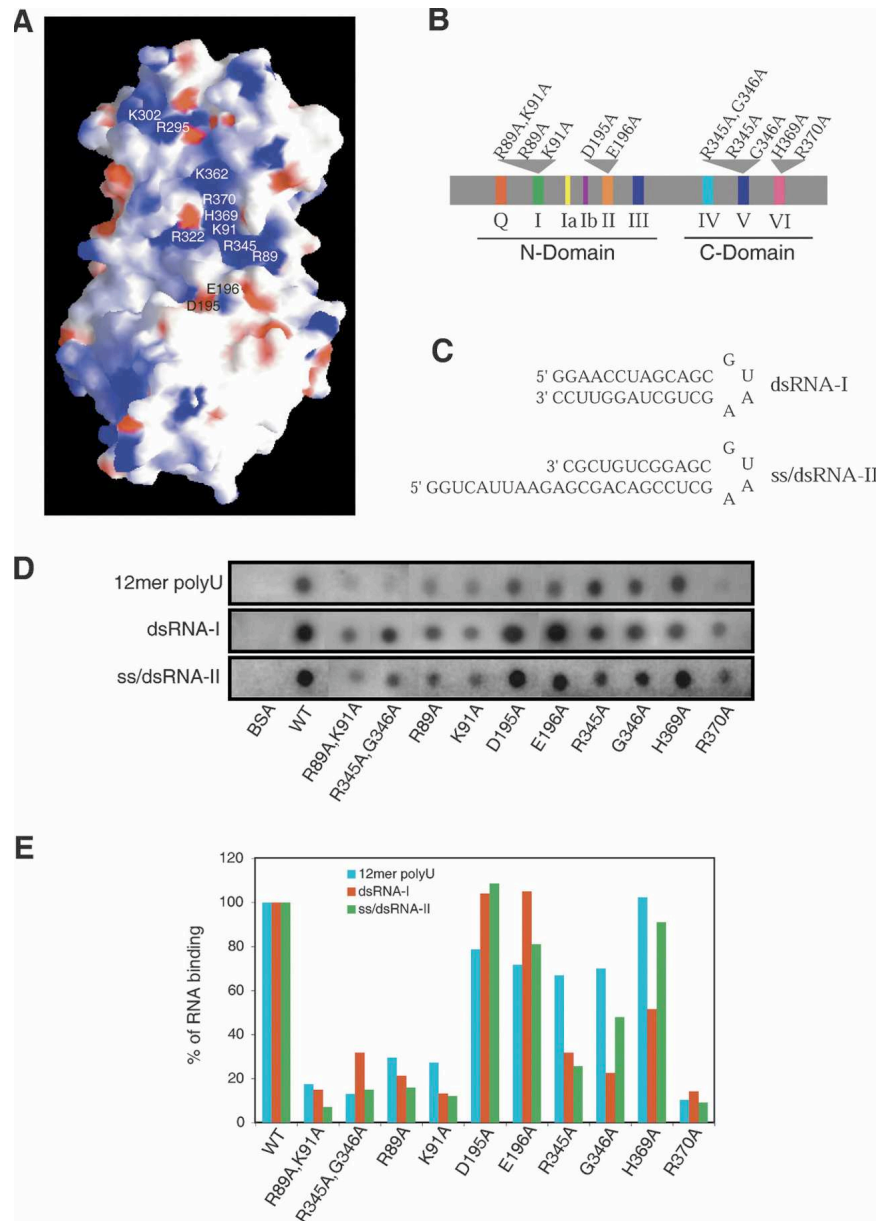 A
K302
R295
K362
R370
H369
K91
R322
R345
R89
E196
D195
B
R89A,K91A
R89A
K91A
D195A
E196A
R345A,G346A
R345A
G346A
H369A
R370A
Q I Ia Ib II III IV V VI
N-Domain C-Domain
C
G
5' GGAACCUAGCAGC U
dsRNA-I
3' CCUUGGAUCGUCG A
A
G
3' CGCUGUCGGAGC U
ss/dsRNA-II
5' GGUCAUUAAGAGCGACAGCCUCG A
A
D
12mer polyU
dsRNA-I
ss/dsRNA-II
BSA
WT
R89A,K91A
R345A,G346A
R89A
K91A
D195A
E196A
R345A
G346A
H369A
R370A
E
% of RNA binding
120
100
80
60
40
20
0
12mer polyU
dsRNA-I
ss/dsRNA-II
WT
R89A,K91A
R345A,G346A
R89A
K91A
D195A
E196A
R345A
G346A
H369A
R370A